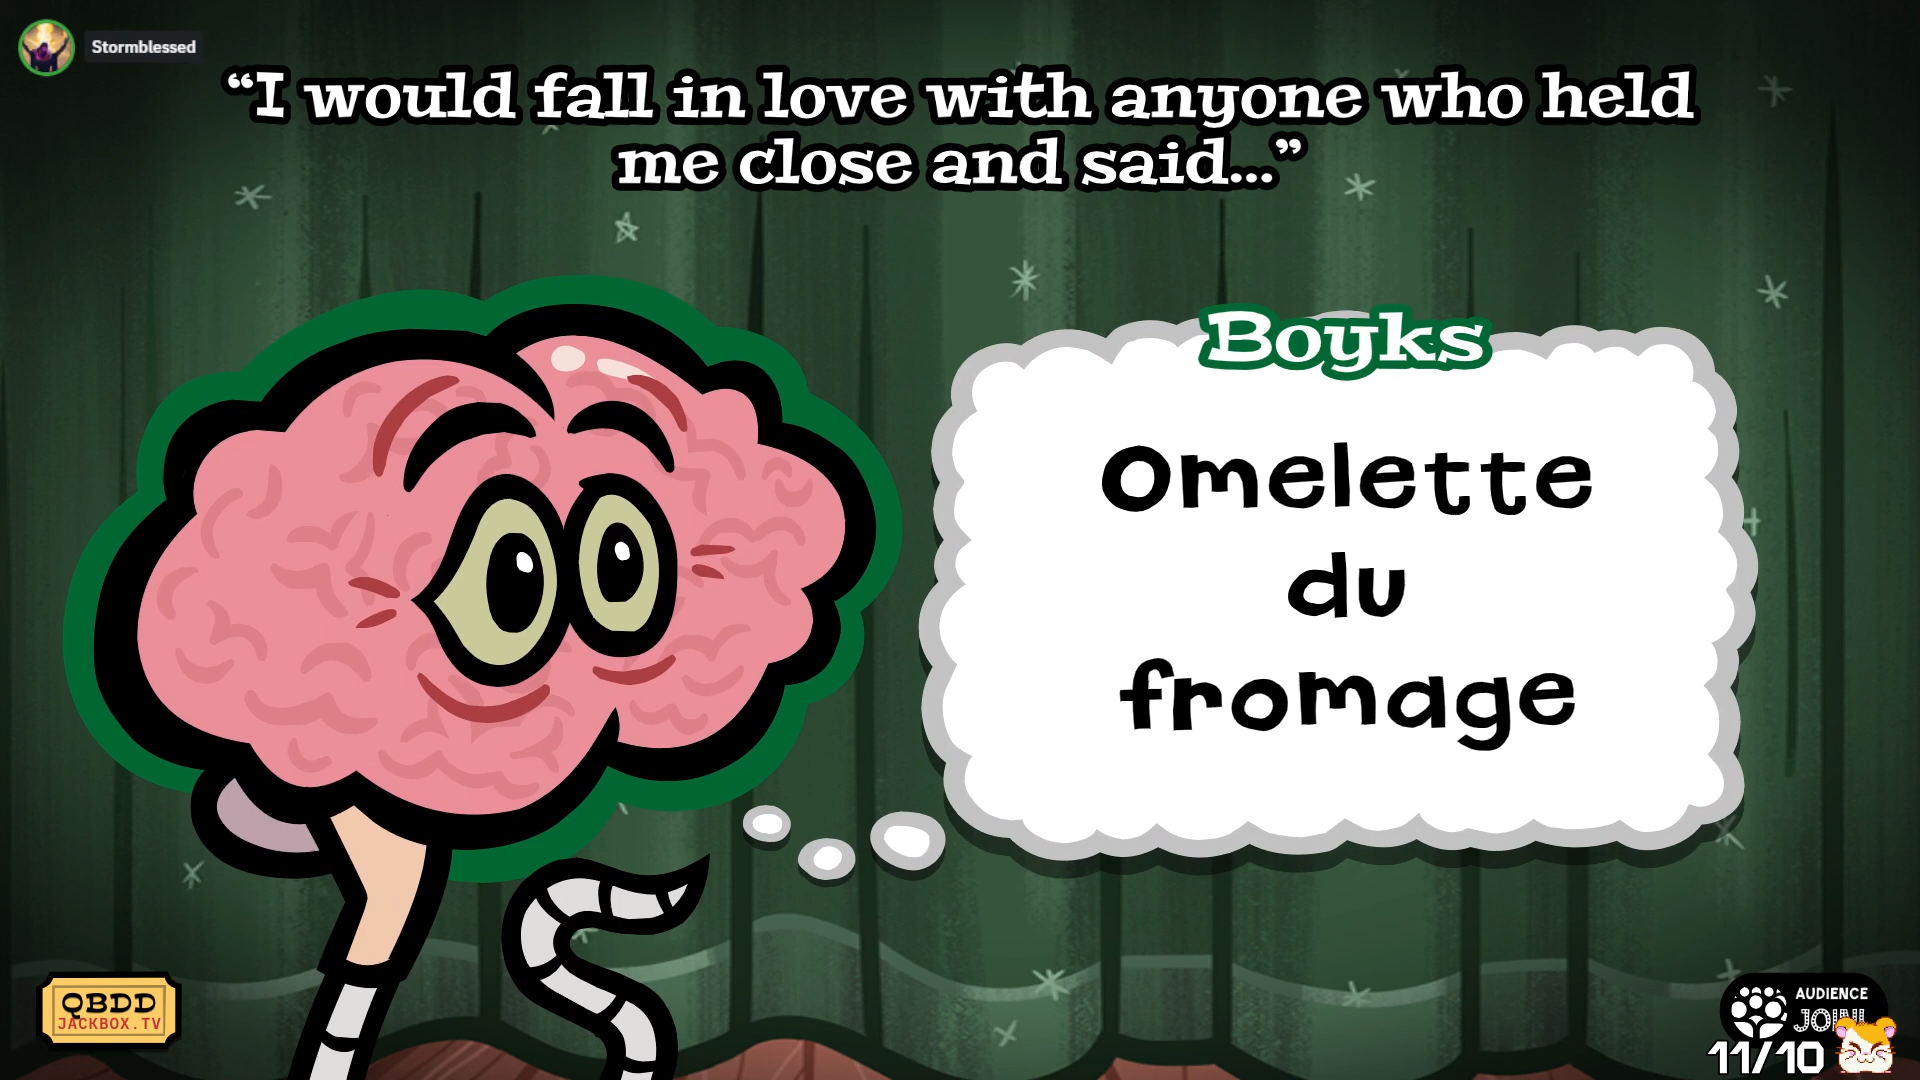 Stormblessed
“I would fall in love with anyone who held
me close and said...”
Boyks
Omelette
du
fromage
QBDD
JACKBOX.TV
AUDIENCE
JOIN!
11/10